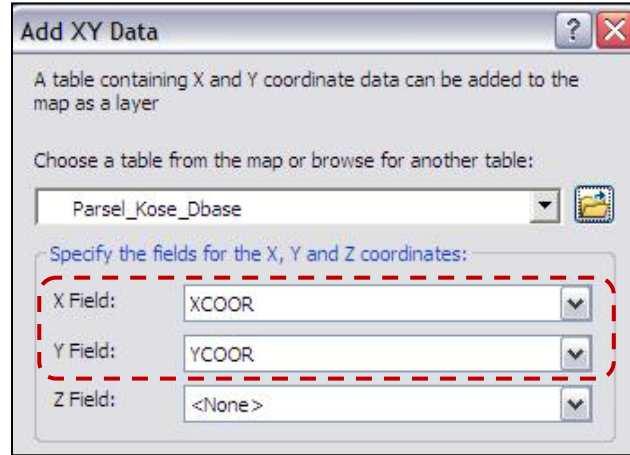 Add XY Data
?
A table containing X and Y coordinate data can be added to the
map as a layer
Choose a table from the map or browse for another table:
Parsel_Kose_Dbase
Specify the fields for the X, Y and Z coordinates:
X Field: XCOOR
Y Field: YCOOR
Z Field: <None>